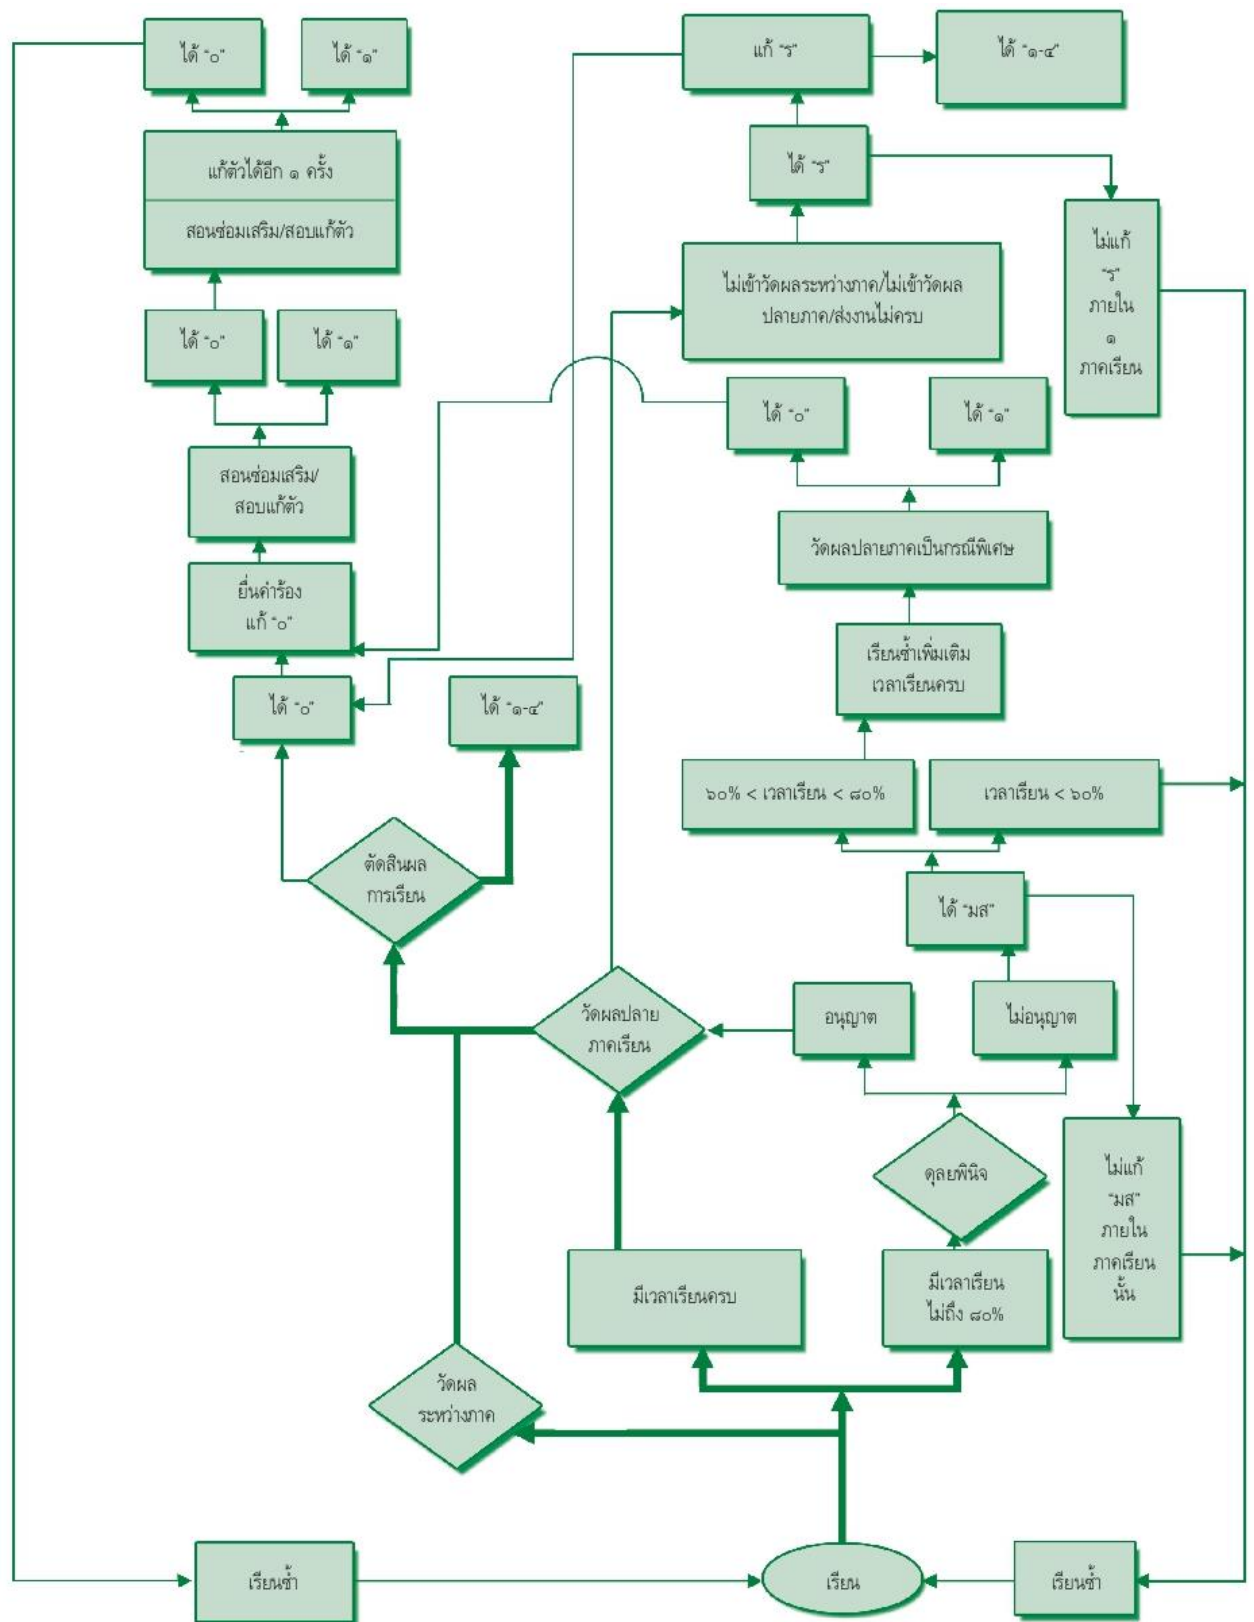 ได้ "๐"
ได้ "๑"
แก้ "ร"
ได้ "๑-๔"
แก้ตัวได้อีก ๑ ครั้ง
สอนซ่อมเสริม/สอบแก้ตัว
ได้ "ร"
ไม่แก้
"ร"
ภายใน
๑
ภาคเรียน
ไม่เข้าวัดผลระหว่างภาค/ไม่เข้าวัดผล
ปลายภาค/ส่งงานไม่ครบ
ได้ "๐"
ได้ "๑"
ได้ "๐"
ได้ "๑"
สอนซ่อมเสริม/
สอบแก้ตัว
วัดผลปลายภาคเป็นกรณีพิเศษ
ยื่นคำร้อง
แก้ "๐"
เรียนซ้ำเพิ่มเติม
เวลาเรียนครบ
ได้ "๐"
ได้ "๑-๔"
๖๐% < เวลาเรียน < ๘๐%
เวลาเรียน < ๖๐%
ตัดสินผล
การเรียน
ได้ "มส"
วัดผลปลาย
ภาคเรียน
อนุญาต
ไม่อนุญาต
ดุลยพินิจ
ไม่แก้
"มส"
ภายใน
ภาคเรียน
นั้น
มีเวลาเรียนครบ
มีเวลาเรียน
ไม่ถึง ๘๐%
วัดผล
ระหว่างภาค
เรียนซ้ำ
เรียน
เรียนซ้ำ